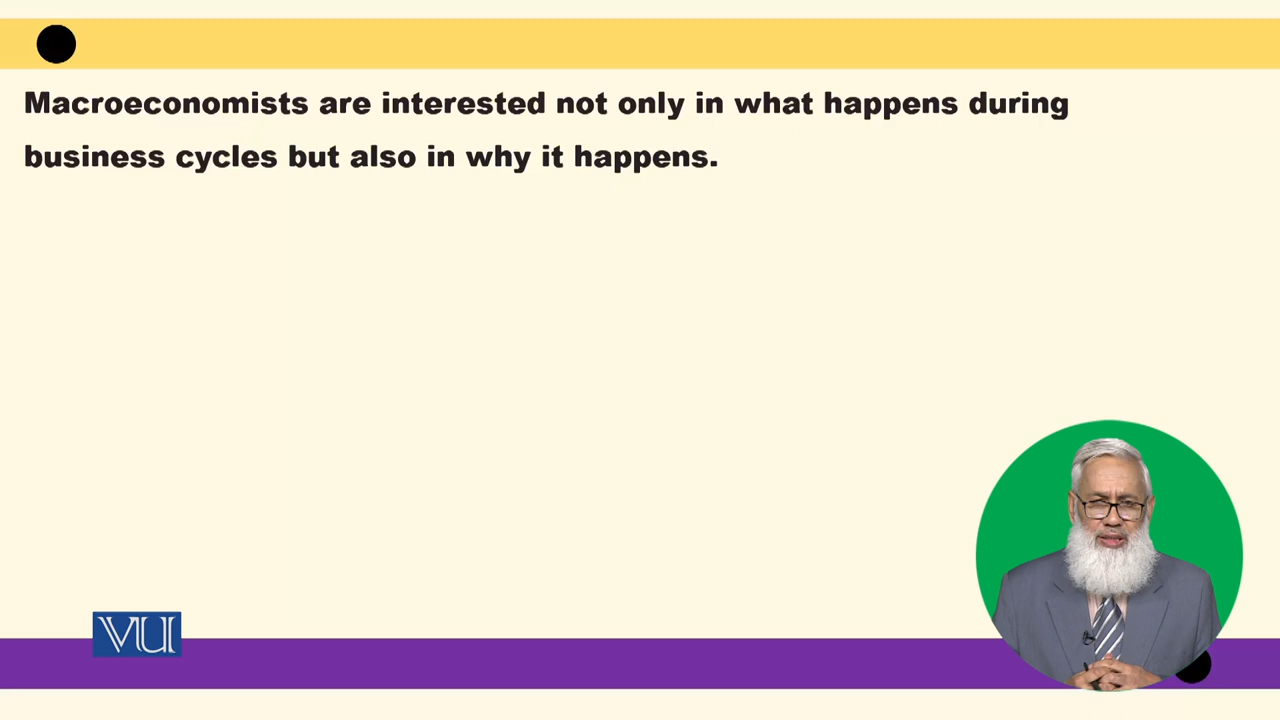 Macroeconomists are interested not only in what happens during
business cycles but also in why it happens.
VU